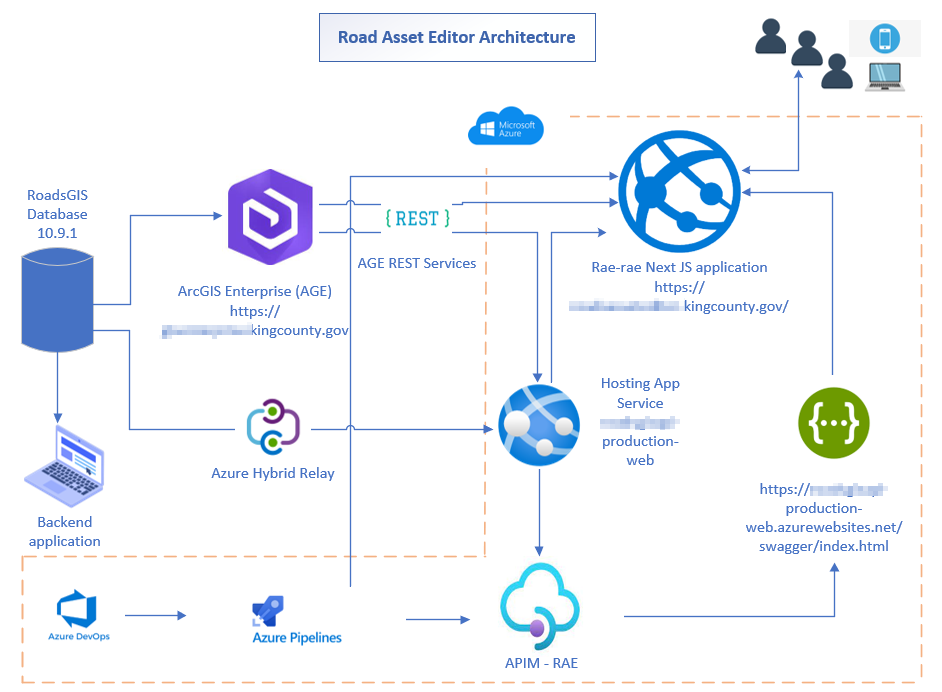 Road Asset Editor Architecture
Microsoft
Azure
RoadsGIS
Database
10.9.1
{ REST }
AGE REST Services
ArcGIS Enterprise (AGE)
https://
kingcounty.gov
Rae-rae Next JS application
https://
.kingcounty.gov/
Hosting App
Service
production-
web
Azure Hybrid Relay
{···}
https://
production-
web.azurewebsites.net/
swagger/index.html
Backend
application
Azure DevOps
Azure Pipelines
APIM - RAE